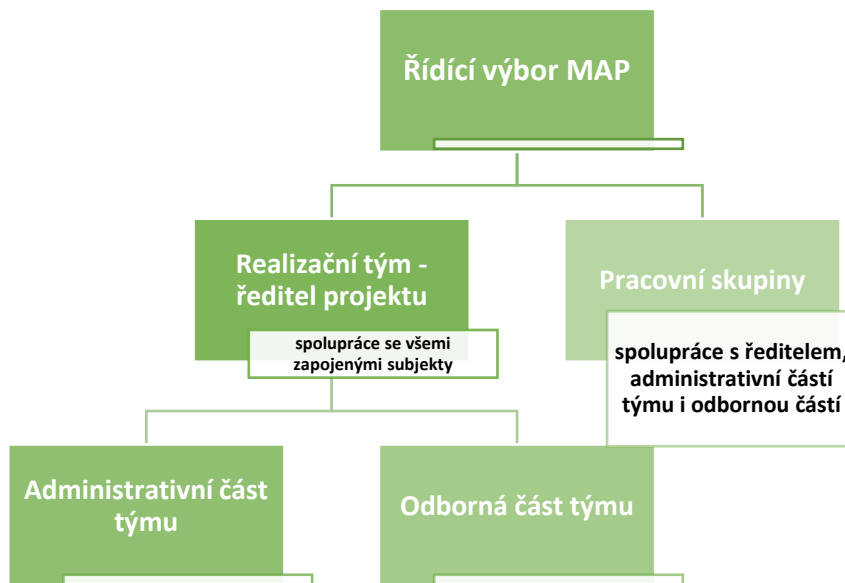 Řídící výbor MAP
Realizační tým -
ředitel projektu
spolupráce se všemi
zapojenými subjekty
Pracovní skupiny
spolupráce s ředitelem,
administrativní částí
týmu i odbornou částí
Administrativní část
týmu
Odborná část týmu